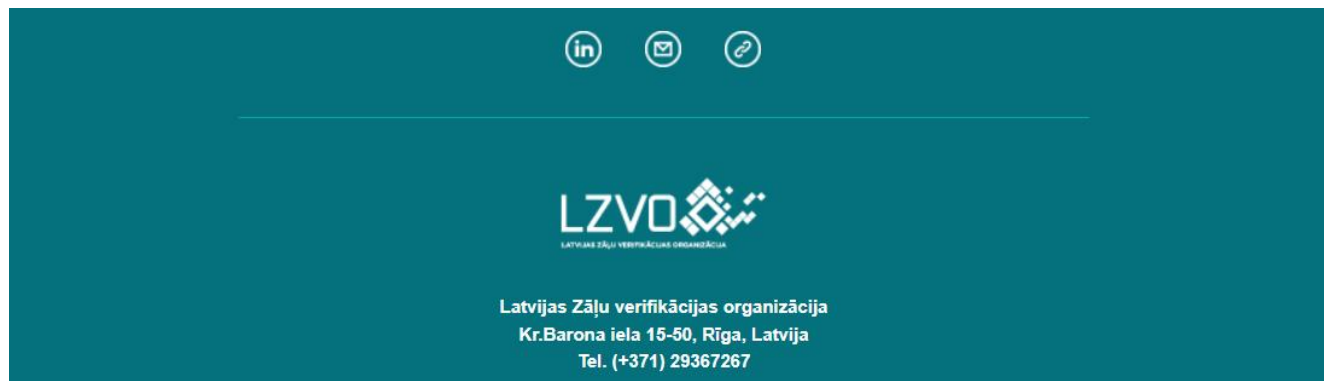 in
LZVO
LATVIJAS ZĀĻU VERIFIKĀCIJAS ORGANIZĀCIJA
Latvijas Zāļu verifikācijas organizācija
Kr.Barona iela 15-50, Rīga, Latvija
Tel. (+371) 29367267